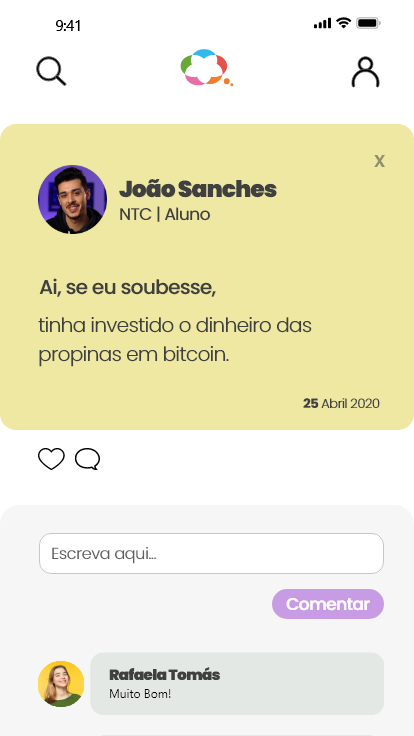 9:41
X
João Sanches
NTC | Aluno
Ai, se eu soubesse,
tinha investido o dinheiro das
propinas em bitcoin.
25 Abril 2020
Escreva aqui...
Comentar
Rafaela Tomás
Muito Bom!